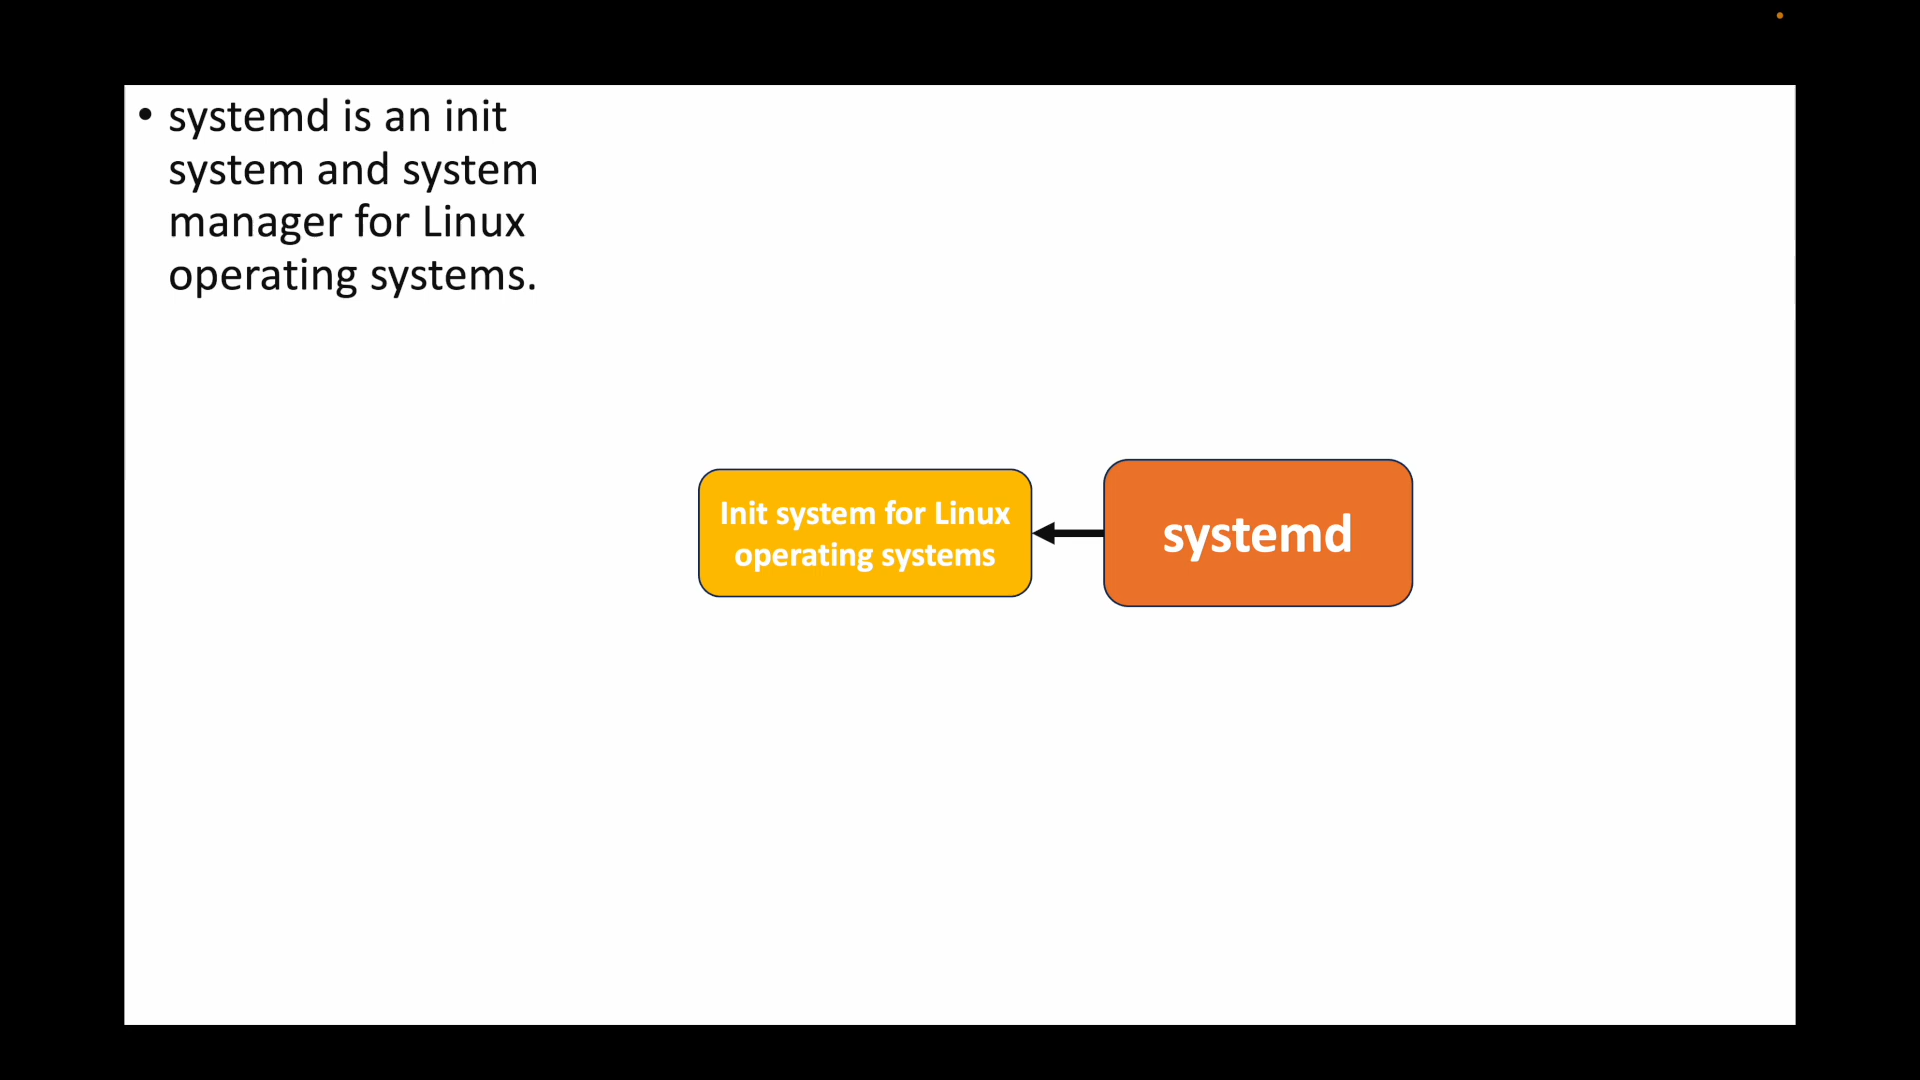 • systemd is an init
system and system
manager for Linux
operating systems.
Init system for Linux
operating systems
systemd